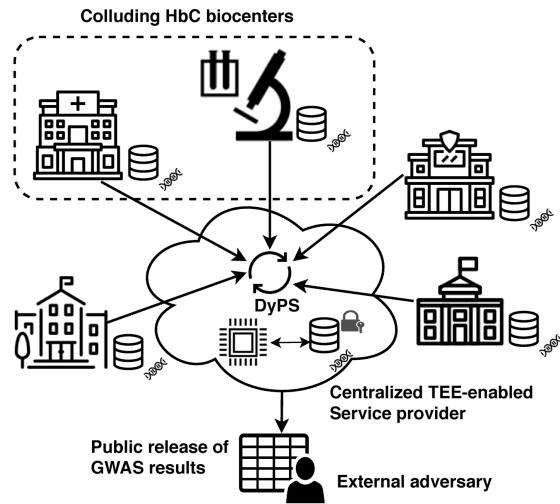 Colluding HbC biocenters
DyPS
Centralized TEE-enabled
Service provider
Public release of
GWAS results
External adversary